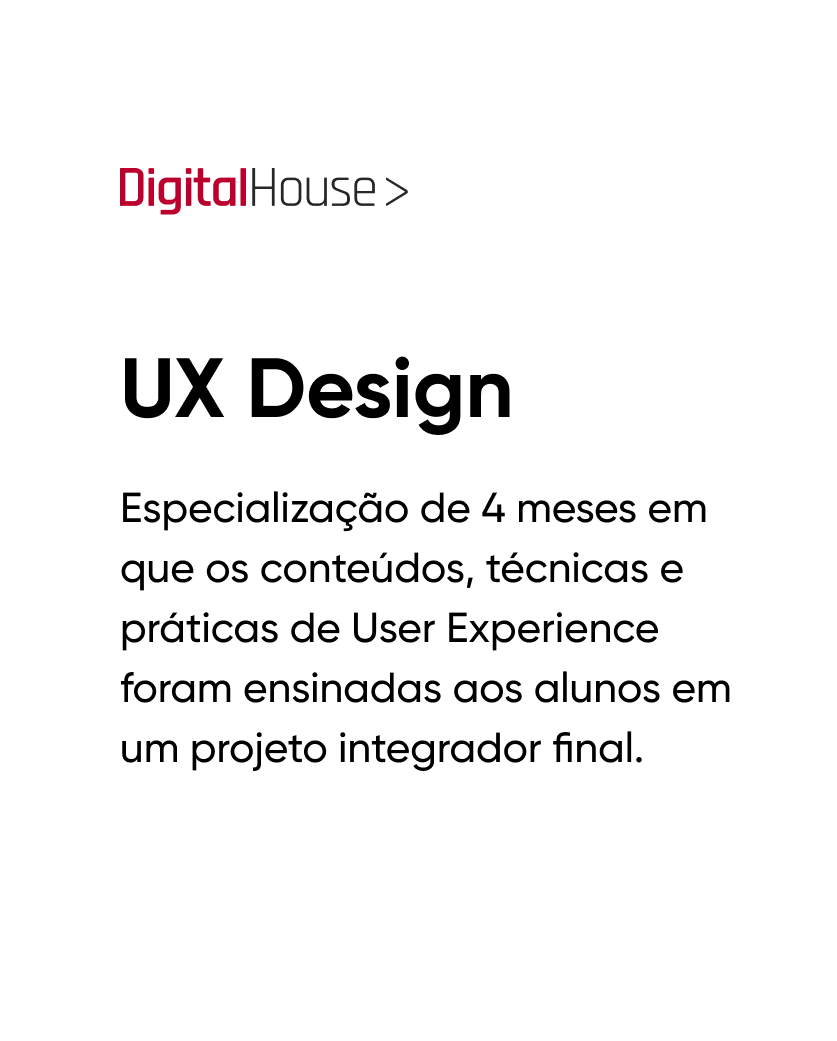 DigitalHouse >
UX Design
Especialização de 4 meses em
que os conteúdos, técnicas e
práticas de User Experience
foram ensinadas aos alunos em
um projeto integrador final.